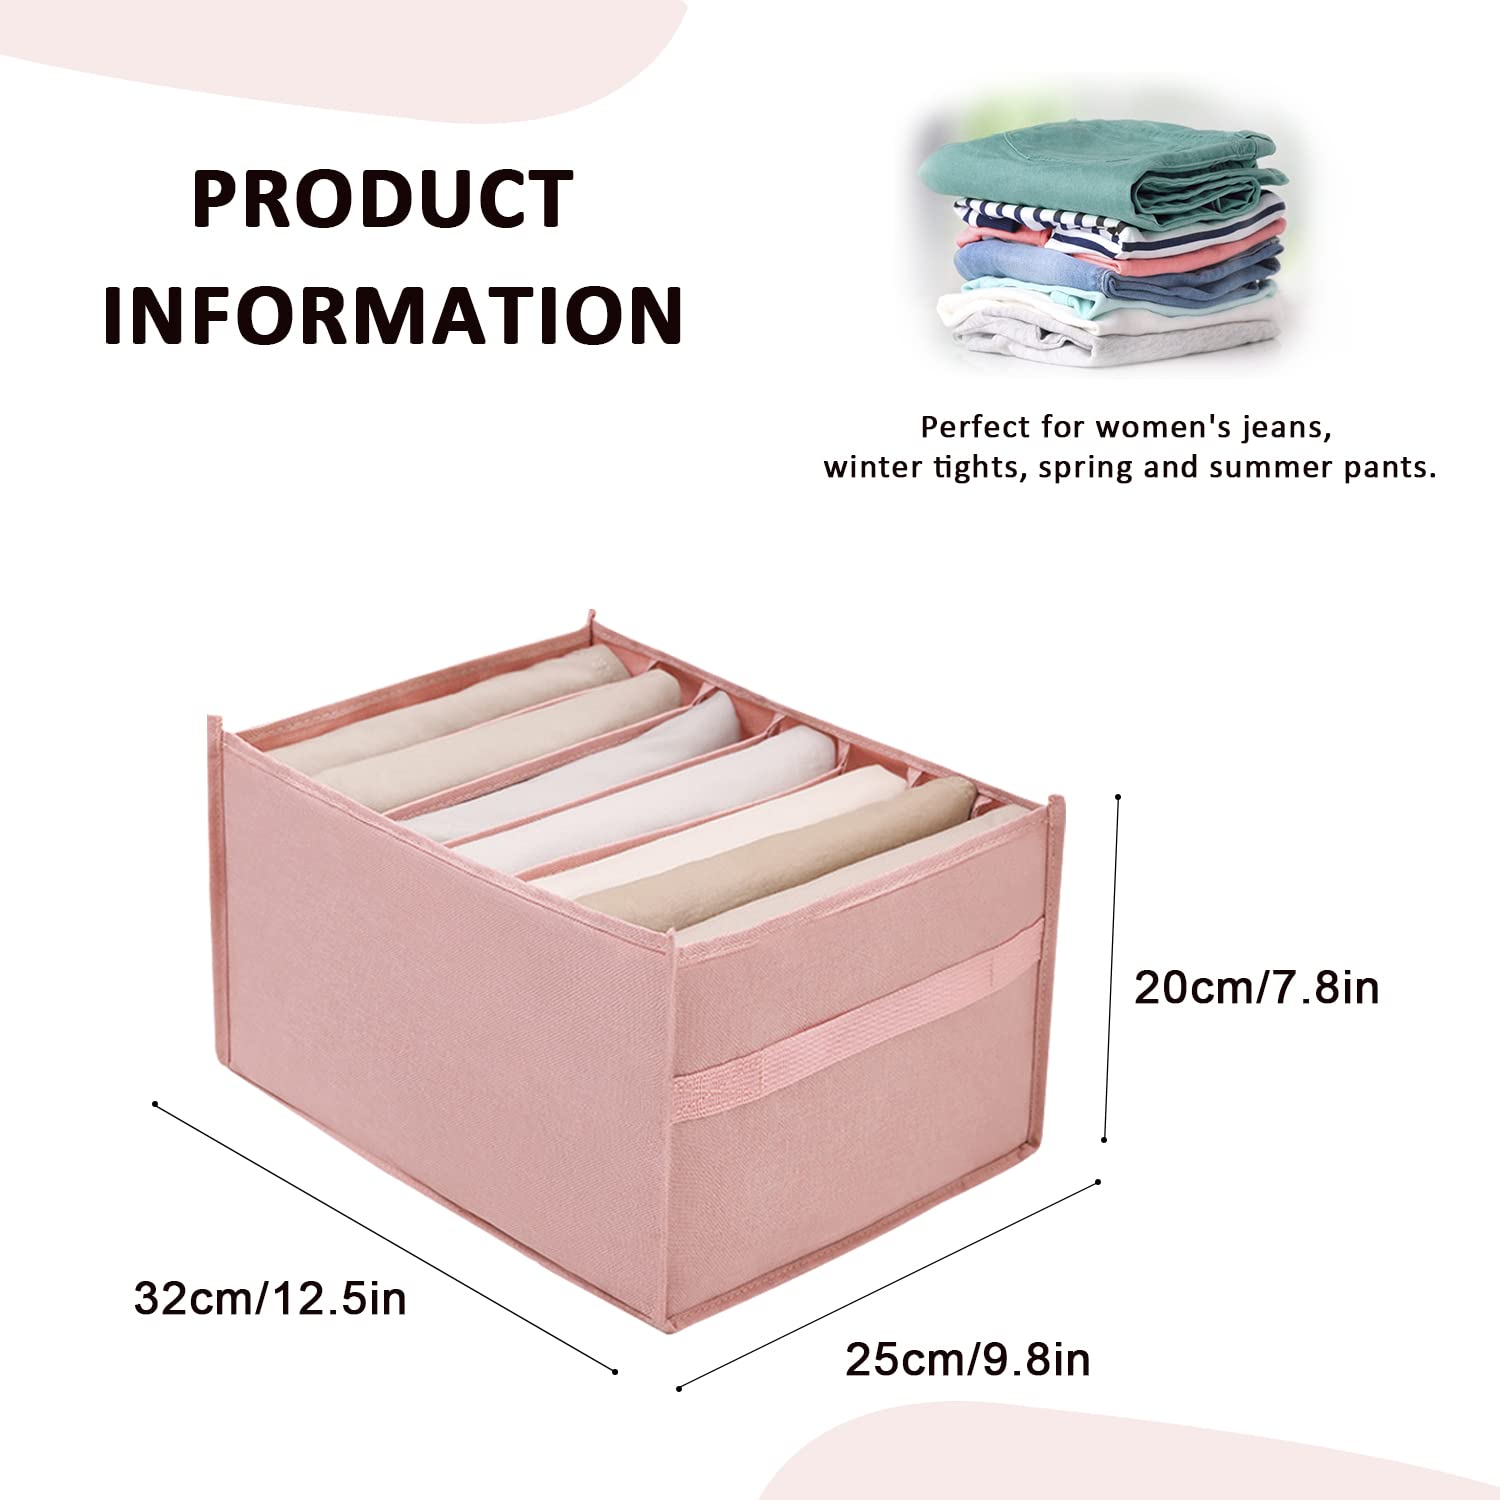 PRODUCT
INFORMATION
Perfect for women's jeans,
winter tights, spring and summer pants.
20cm/7.8in
32cm/12.5in
25cm/9.8in